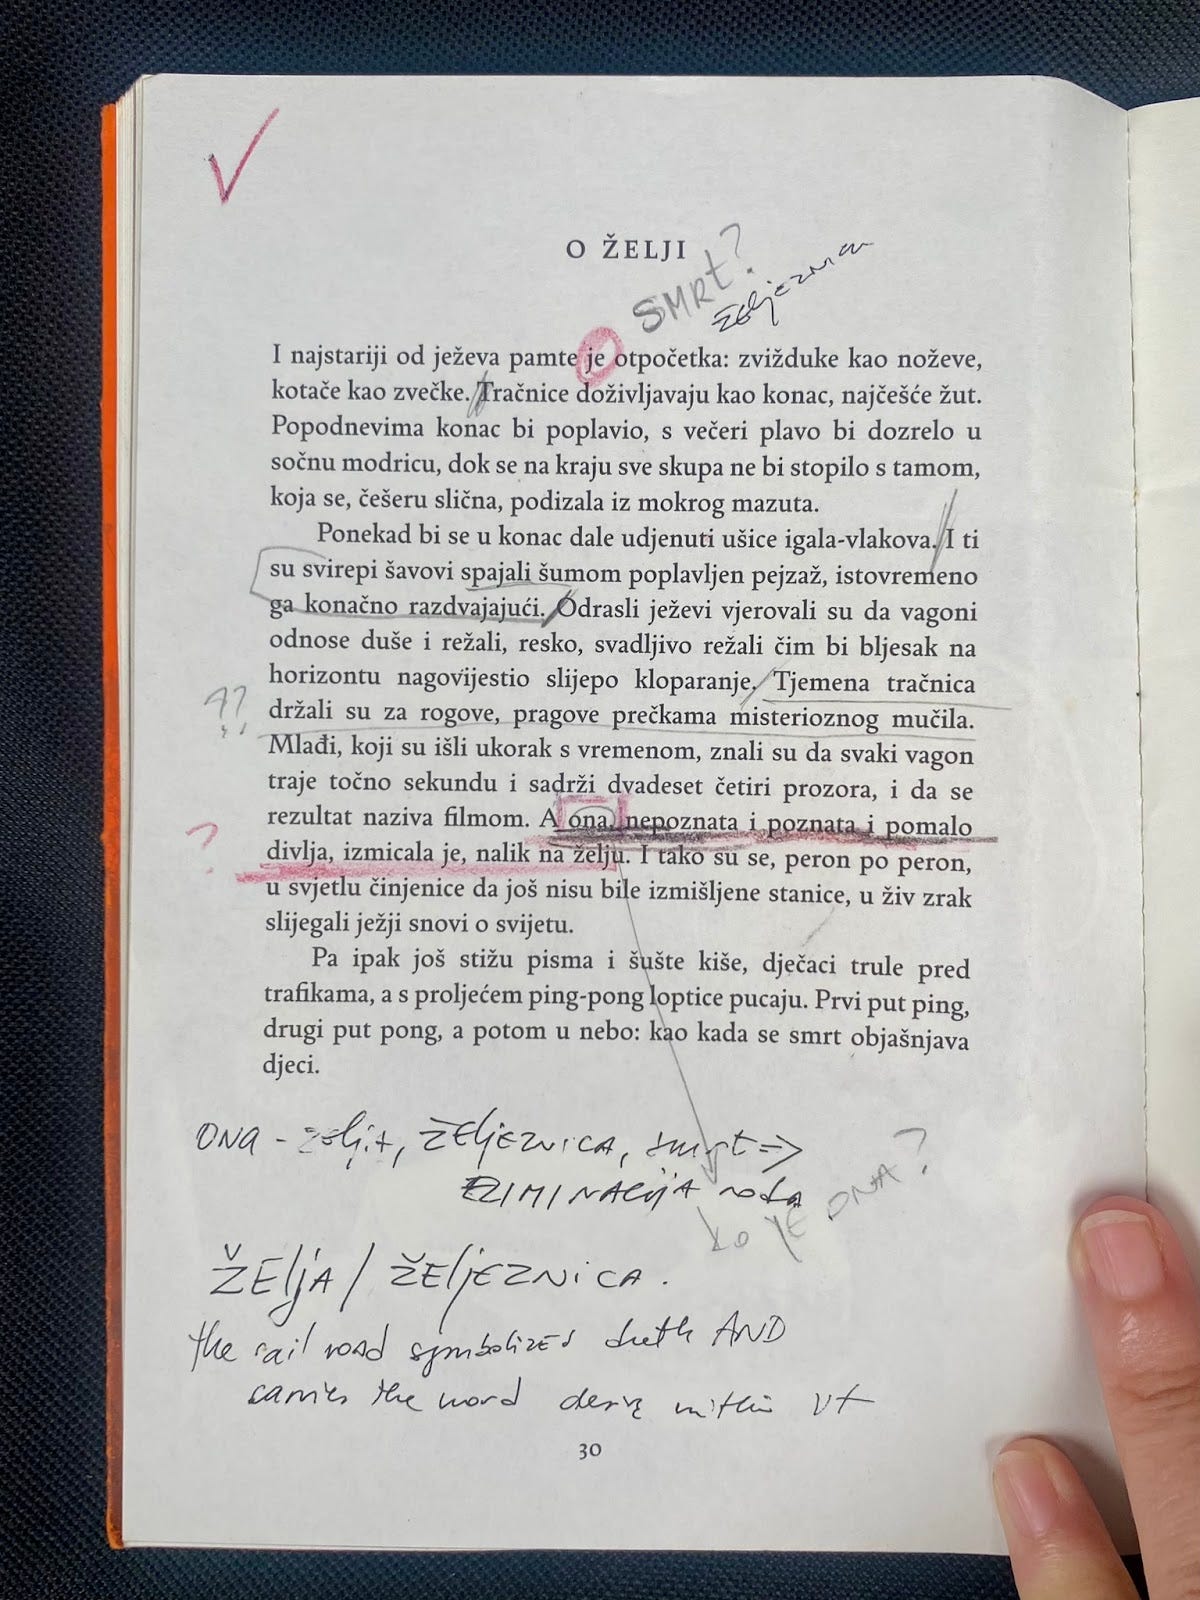 O ŽELJI
SMRt?
ŽEljEZNica
I najstariji od ježeva pamte je otpočetka: zvižduke kao noževe,
kotače kao zvečke. Tračnice doživljavaju kao konac, najčešće žut.
Popodnevima konac bi poplavio, s večeri plavo bi dozrelo u
sočnu modricu, dok se na kraju sve skupa ne bi stopilo s tamom,
koja se, češeru slična, podizala iz mokrog mazuta.
Ponekad bi se u konac dale udjenuti ušice igala-vlakova. I ti
su svirepi šavovi spajali šumom poplavljen pejzaž, istovremeno
ga konačno razdvajajući. Odrasli ježevi vjerovali su da vagoni
odnose duše i režali, resko, svadljivo režali čim bi bljesak na
horizontu nagovijestio slijepo kloparanje. Tjemena tračnica
držali su za rogove, pragove prečkama misterioznog mučila.
Mlađi, koji su išli ukorak s vremenom, znali su da svaki vagon
traje točno sekundu i sadrži dvadeset četiri prozora, i da se
rezultat naziva filmom. A ona, nepoznata i poznata i pomalo
divlja, izmicala je, nalik na želju. I tako su se, peron po peron,
u svjetlu činjenice da još nisu bile izmišljene stanice, u živ zrak
slijegali ježji snovi o svijetu.
Pa ipak još stižu pisma i šušte kiše, dječaci trule pred
trafikama, a s proljećem ping-pong loptice pucaju. Prvi put ping,
drugi put pong, a potom u nebo: kao kada se smrt objašnjava
djeci.
??
?
ONA - želja, ŽEljEZNICA, smrt =>
ELIMINACIJA roda
ko JE ONA?
ŽEljA / ŽEljEZNiCA.
the rail road symbolizes death AND
carries the word desire within it
30